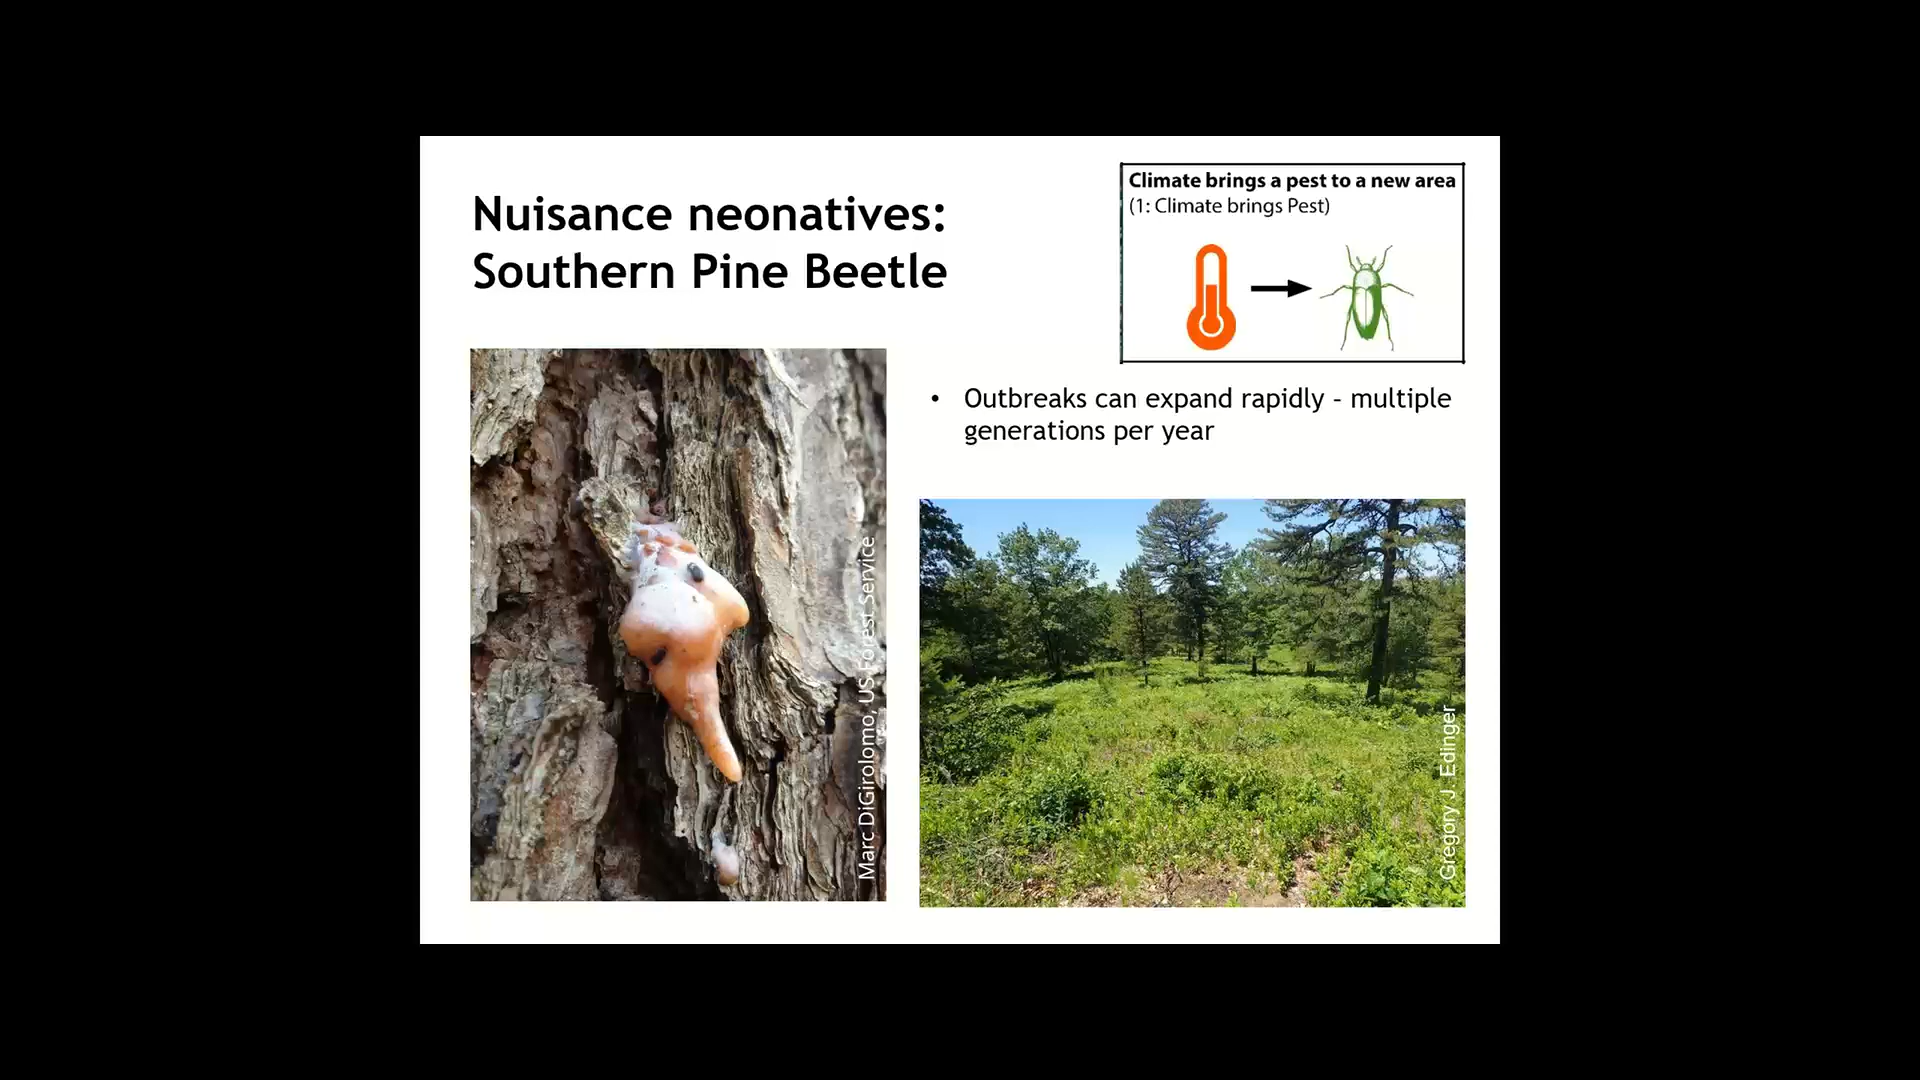 Nuisance neonatives:
Southern Pine Beetle
Climate brings a pest to a new area
(1: Climate brings Pest)
• Outbreaks can expand rapidly - multiple
generations per year
Marc DiGirolomo, US Forest Service
Gregory J. Edinger